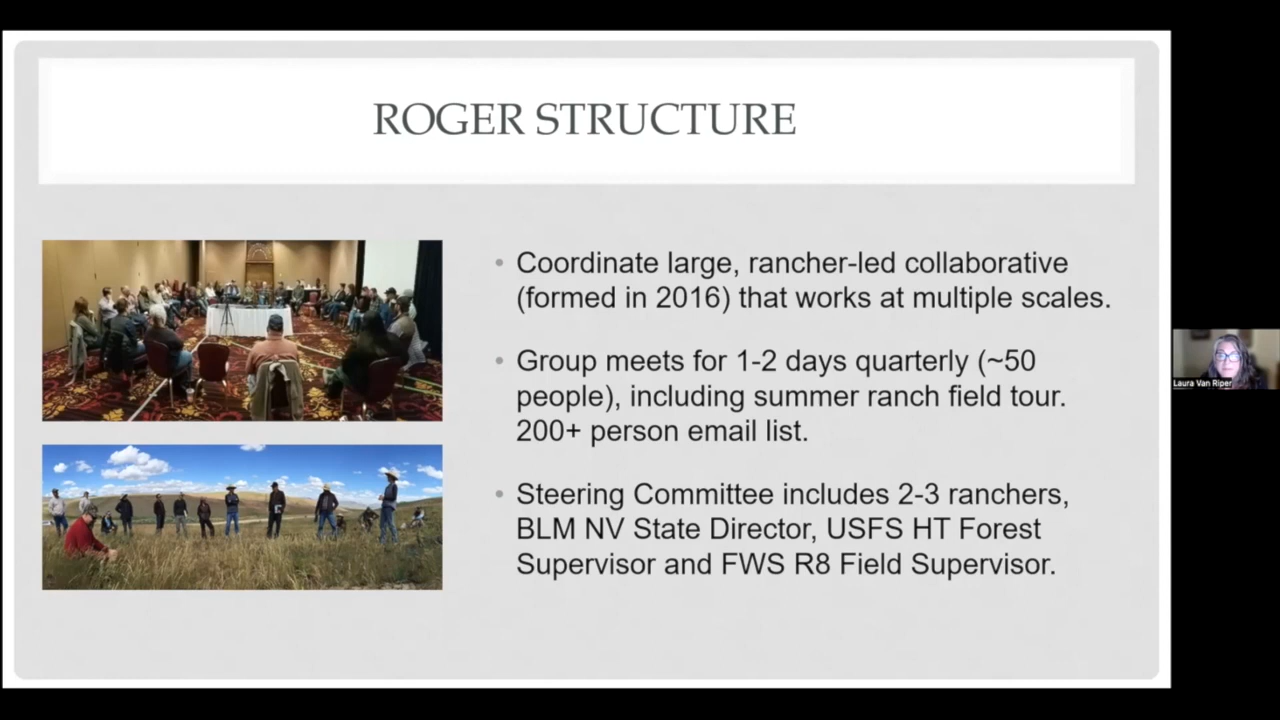 ROGER STRUCTURE
• Coordinate large, rancher-led collaborative
(formed in 2016) that works at multiple scales.
• Group meets for 1-2 days quarterly (~50
people), including summer ranch field tour.
200+ person email list.
• Steering Committee includes 2-3 ranchers,
BLM NV State Director, USFS HT Forest
Supervisor and FWS R8 Field Supervisor.
Laura Van Riper